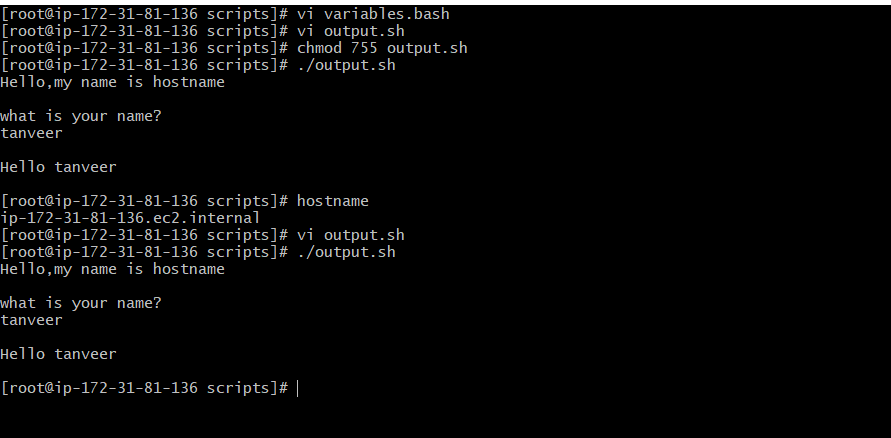 [root@ip-172-31-81-136 scripts]# vi variables.bash
[root@ip-172-31-81-136 scripts]# vi output.sh
[root@ip-172-31-81-136 scripts]# chmod 755 output.sh
[root@ip-172-31-81-136 scripts]# ./output.sh
Hello,my name is hostname
what is your name?
tanveer
Hello tanveer
[root@ip-172-31-81-136 scripts]# hostname
ip-172-31-81-136.ec2.internal
[root@ip-172-31-81-136 scripts]# vi output.sh
[root@ip-172-31-81-136 scripts]# ./output.sh
Hello,my name is hostname
what is your name?
tanveer
Hello tanveer
[root@ip-172-31-81-136 scripts]#